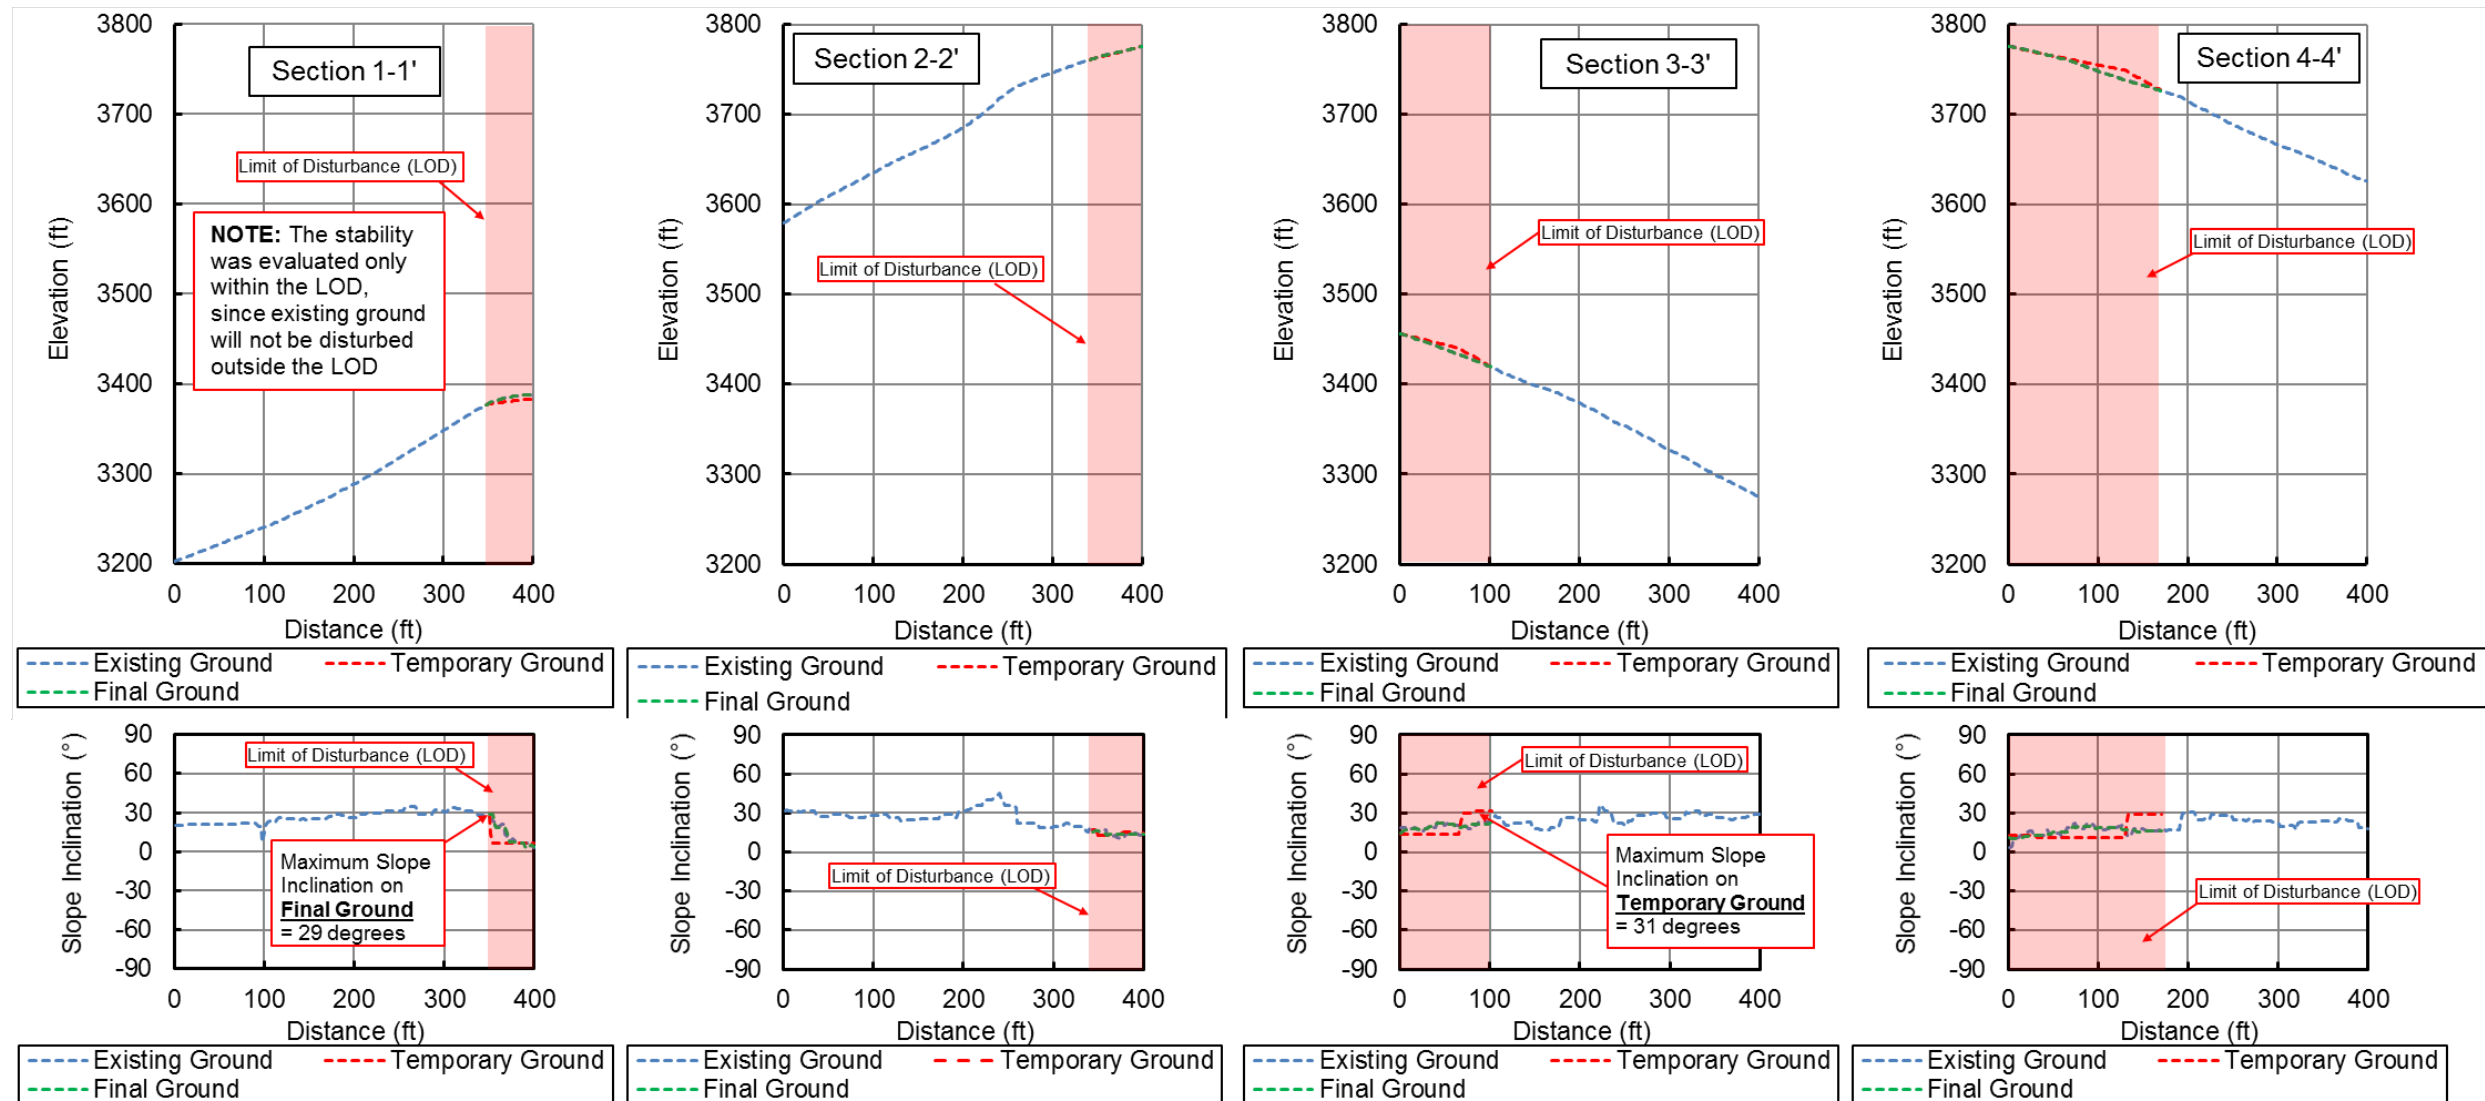 Section 1-1'
Elevation (ft)
3800
3700
3600
3500
3400
3300
3200
Limit of Disturbance (LOD)
NOTE: The stability
was evaluated only
within the LOD,
since existing ground
will not be disturbed
outside the LOD
0 100 200 300 400
Distance (ft)
Existing Ground Temporary Ground
Final Ground
Section 2-2'
Elevation (ft)
3800
3700
3600
3500
3400
3300
3200
Limit of Disturbance (LOD)
0 100 200 300 400
Distance (ft)
Existing Ground Temporary Ground
Final Ground
Section 3-3'
Elevation (ft)
3800
3700
3600
3500
3400
3300
3200
Limit of Disturbance (LOD)
0 100 200 300 400
Distance (ft)
Existing Ground Temporary Ground
Final Ground
Section 4-4'
Elevation (ft)
3800
3700
3600
3500
3400
3300
3200
Limit of Disturbance (LOD)
0 100 200 300 400
Distance (ft)
Existing Ground Temporary Ground
Final Ground
Slope Inclination (°)
90
60
30
0
-30
-60
-90
Limit of Disturbance (LOD)
Maximum Slope
Inclination on
Final Ground
= 29 degrees
0 100 200 300 400
Distance (ft)
Existing Ground Temporary Ground
Final Ground
Slope Inclination (°)
90
60
30
0
-30
-60
-90
Limit of Disturbance (LOD)
0 100 200 300 400
Distance (ft)
Existing Ground Temporary Ground
Final Ground
Slope Inclination (°)
90
60
30
0
-30
-60
-90
Limit of Disturbance (LOD)
Maximum Slope
Inclination on
Temporary Ground
= 31 degrees
0 100 200 300 400
Distance (ft)
Existing Ground Temporary Ground
Final Ground
Slope Inclination (°)
90
60
30
0
-30
-60
-90
Limit of Disturbance (LOD)
0 100 200 300 400
Distance (ft)
Existing Ground Temporary Ground
Final Ground